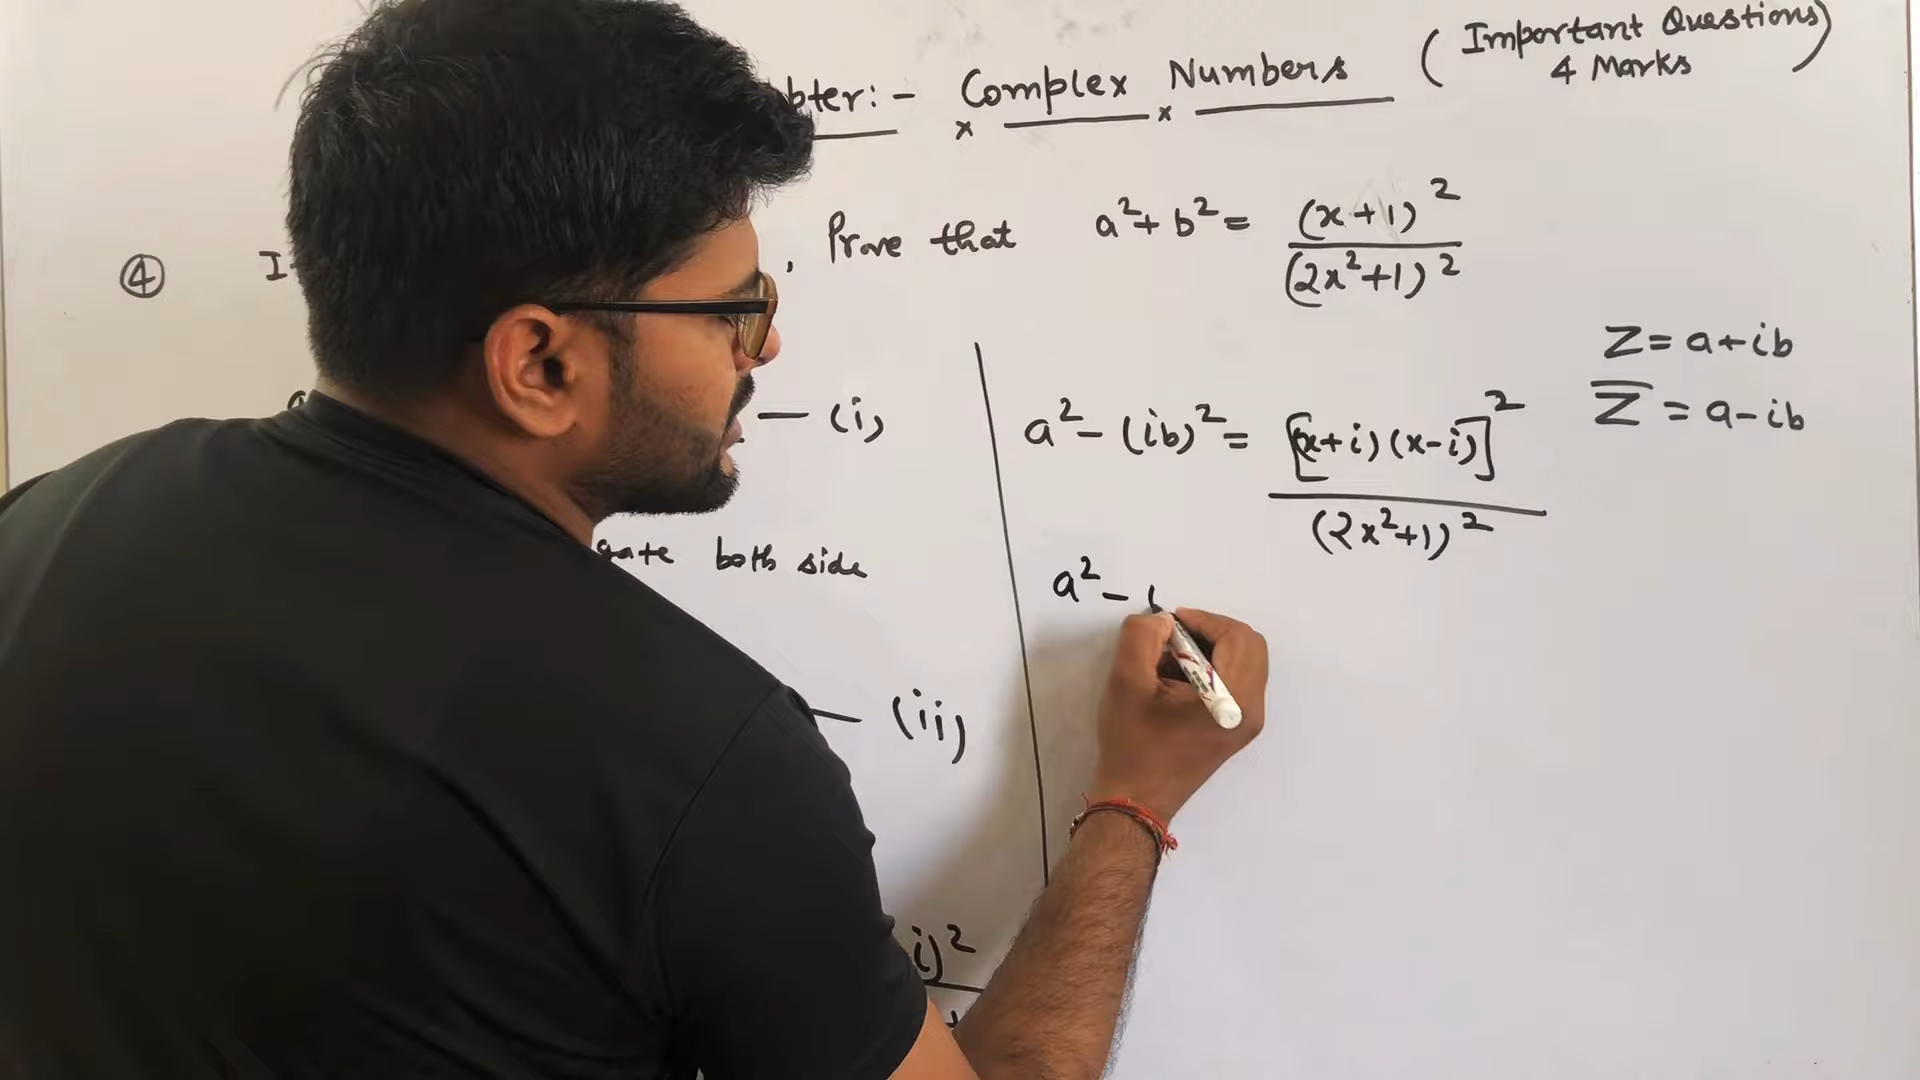 pter:- Complex Numbers (Important Questions)
4 Marks
④ I , Prove that a²+b² = (x+1)² / (2x²+1)²
Z = a+ib
Z̅ = a-ib
— (i)
gate both side
— (ii)
i)²
a² - (ib)² = [(x+i)(x-i)]² / (2x²+1)²
a² -